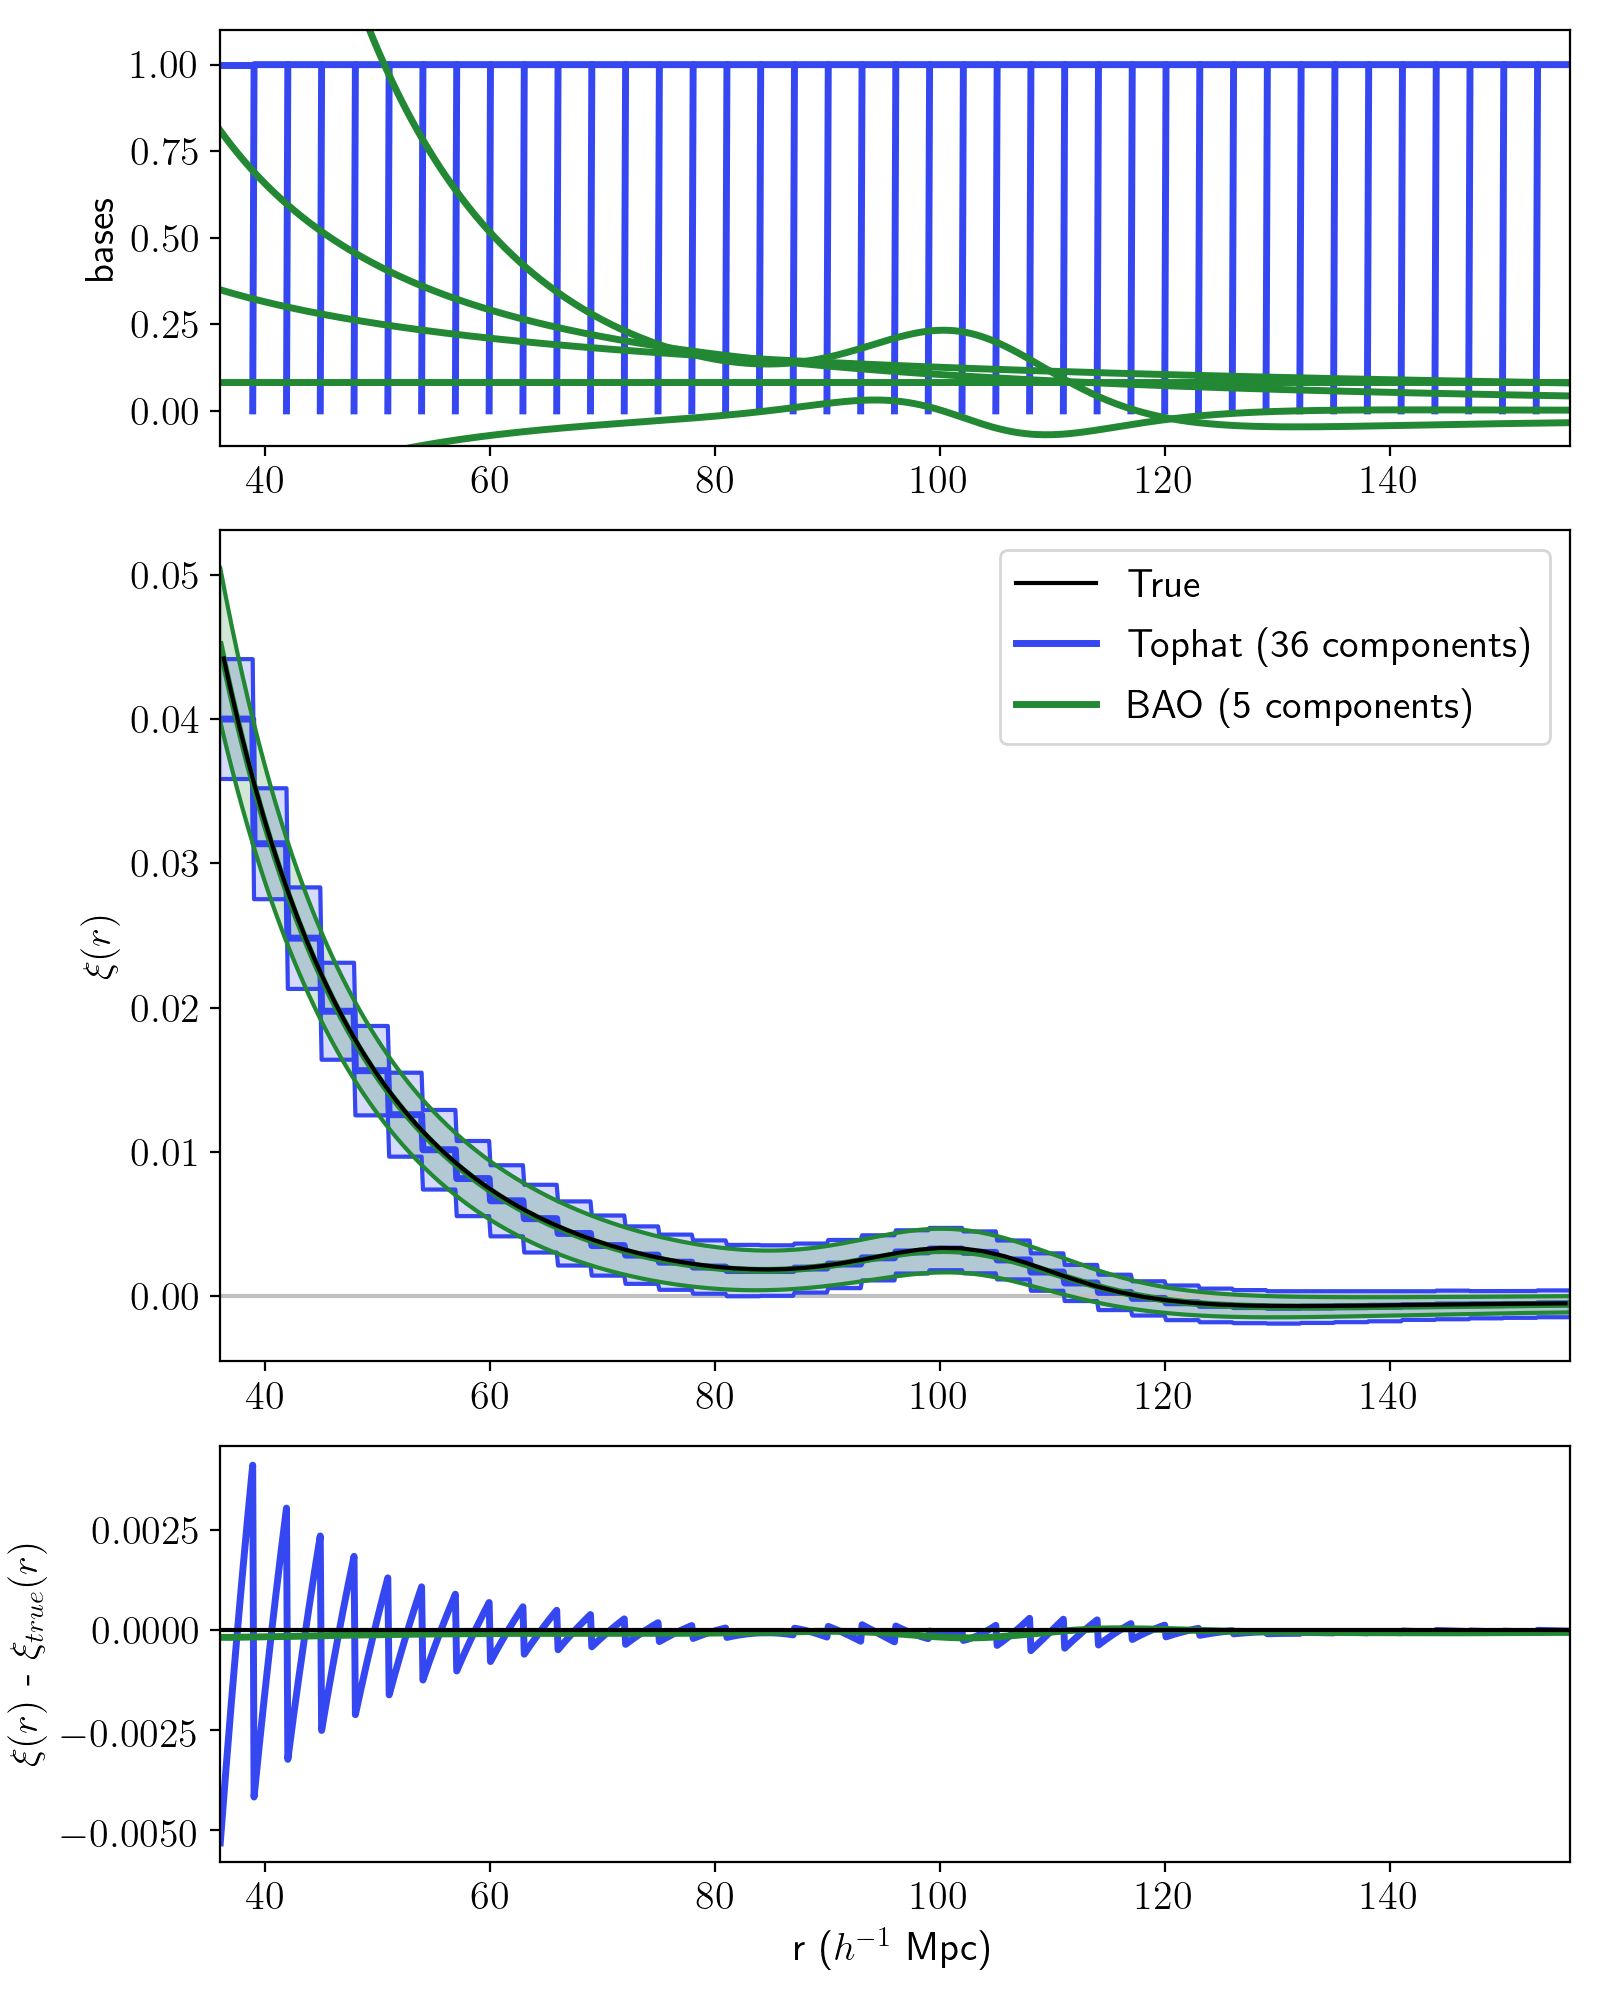 1.00
0.75
0.50
0.25
0.00
bases
40 60 80 100 120 140
True
Tophat (36 components)
BAO (5 components)
0.05
0.04
0.03
0.02
0.01
0.00
ξ(r)
40 60 80 100 120 140
0.0025
0.0000
−0.0025
−0.0050
ξ(r) - ξ_{true}(r)
40 60 80 100 120 140
r (h^{−1} Mpc)